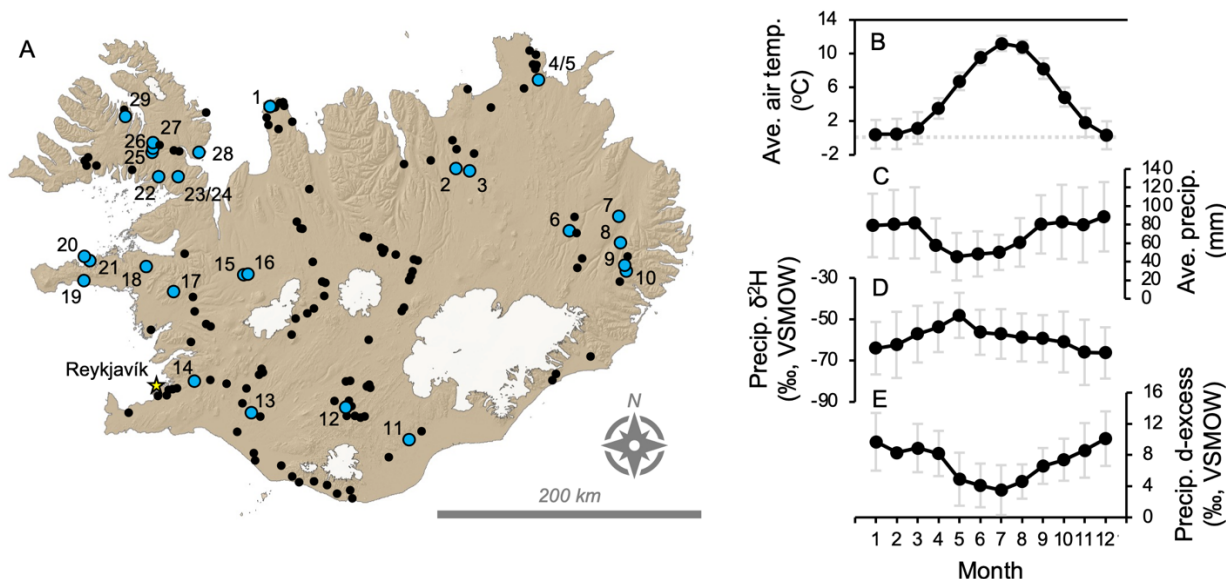 A
29
27
26
25
28
22
23/24
1
4/5
2
3
6
7
8
9
10
20
21
19
18
17
15
16
Reykjavík
14
13
12
11
N
200 km
B
Ave. air temp.
(ºC)
14
10
6
2
-2
C
Ave. precip.
(mm)
140
120
100
80
60
40
20
0
D
Precip. δ²H
(‰, VSMOW)
-30
-50
-70
-90
E
Precip. d-excess
(‰, VSMOW)
16
12
8
4
0
1 2 3 4 5 6 7 8 9 10 11 12
Month